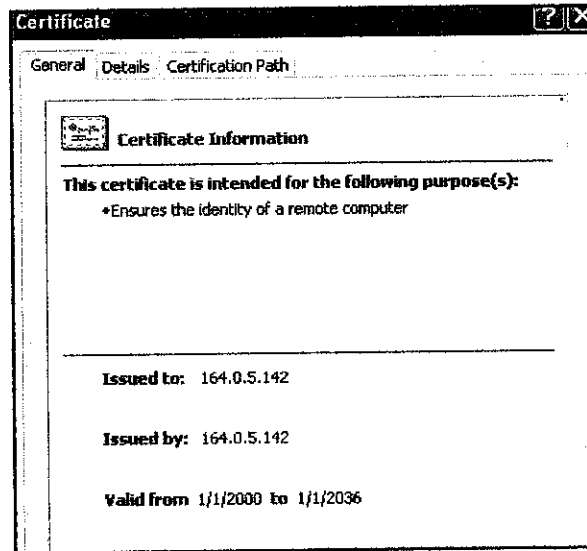 Certificate
General Details Certification Path
Certificate Information
This certificate is intended for the following purpose(s):
•Ensures the identity of a remote computer
Issued to: 164.0.5.142
Issued by: 164.0.5.142
Valid from 1/1/2000 to 1/1/2036